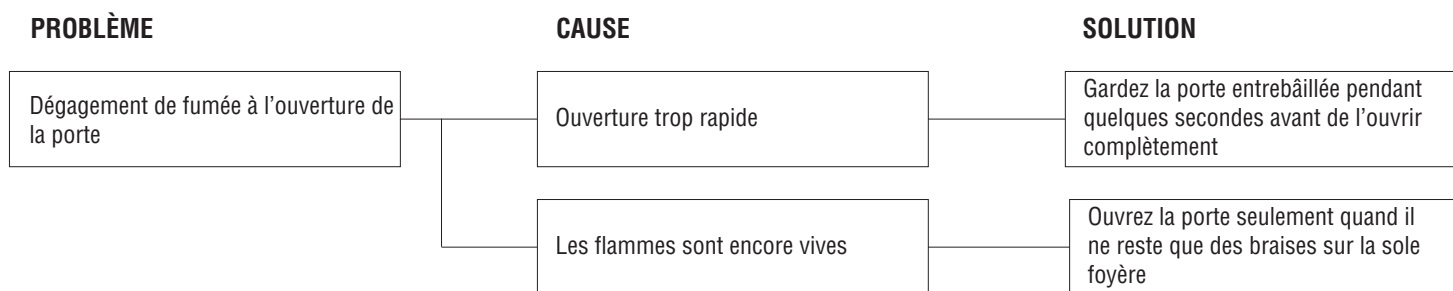 PROBLÈME
CAUSE
SOLUTION
Dégagement de fumée à l’ouverture de
la porte
Ouverture trop rapide
Gardez la porte entrebâillée pendant
quelques secondes avant de l’ouvrir
complètement
Les flammes sont encore vives
Ouvrez la porte seulement quand il
ne reste que des braises sur la sole
foyère